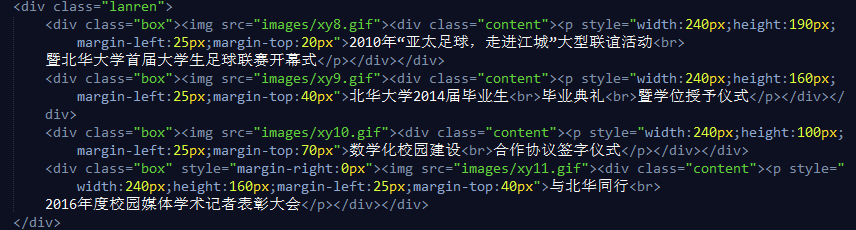 <div class="lanren">
<div class="box"><img src="images/xy8.gif"><div class="content"><p style="width:240px;height:190px;
margin-left:25px;margin-top:20px">2010年“亚太足球，走进江城”大型联谊活动<br>
暨北华大学首届大学生足球联赛开幕式</p></div></div>
<div class="box"><img src="images/xy9.gif"><div class="content"><p style="width:240px;height:160px;
margin-left:25px;margin-top:40px">北华大学2014届毕业生<br>毕业典礼<br>暨学位授予仪式</p></div></
div>
<div class="box"><img src="images/xy10.gif"><div class="content"><p style="width:240px;height:100px;
margin-left:25px;margin-top:70px">数学化校园建设<br>合作协议签字仪式</p></div></div>
<div class="box" style="margin-right:0px"><img src="images/xy11.gif"><div class="content"><p style="
width:240px;height:160px;margin-left:25px;margin-top:40px">与北华同行<br>
2016年度校园媒体学术记者表彰大会</p></div></div>
</div>